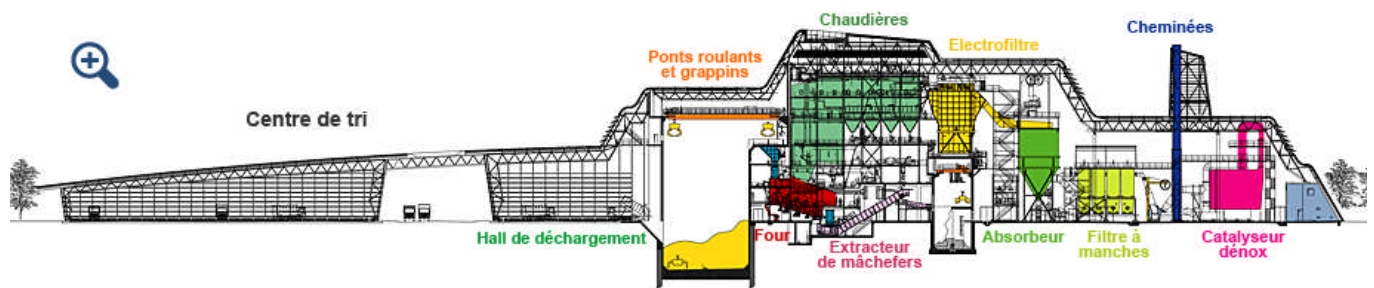 Chaudières
Cheminées
Ponts roulants
et grappins
Electrofiltre
Centre de tri
Hall de déchargement
Four
Extracteur
de mâchefers
Absorbeur
Filtre à
manches
Catalyseur
dénox